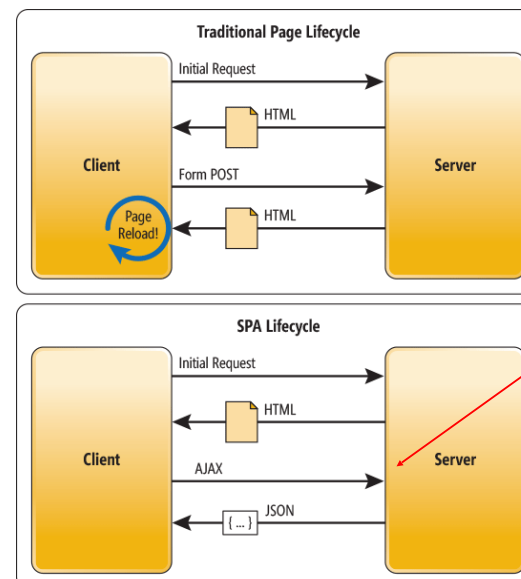 Traditional Page Lifecycle
Initial Request
HTML
Client
Server
Form POST
Page
Reload!
HTML
SPA Lifecycle
Initial Request
HTML
Client
Server
AJAX
JSON
{ ... }